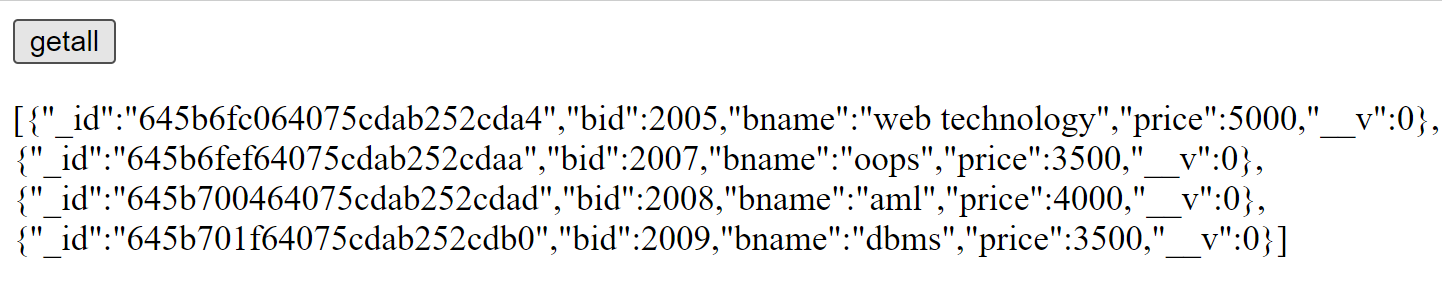 getall
[{"_id":"645b6fc064075cdab252cda4","bid":2005,"bname":"web technology","price":5000,"__v":0},
{"_id":"645b6fef64075cdab252cdaa","bid":2007,"bname":"oops","price":3500,"__v":0},
{"_id":"645b700464075cdab252cdad","bid":2008,"bname":"aml","price":4000,"__v":0},
{"_id":"645b701f64075cdab252cdb0","bid":2009,"bname":"dbms","price":3500,"__v":0}]